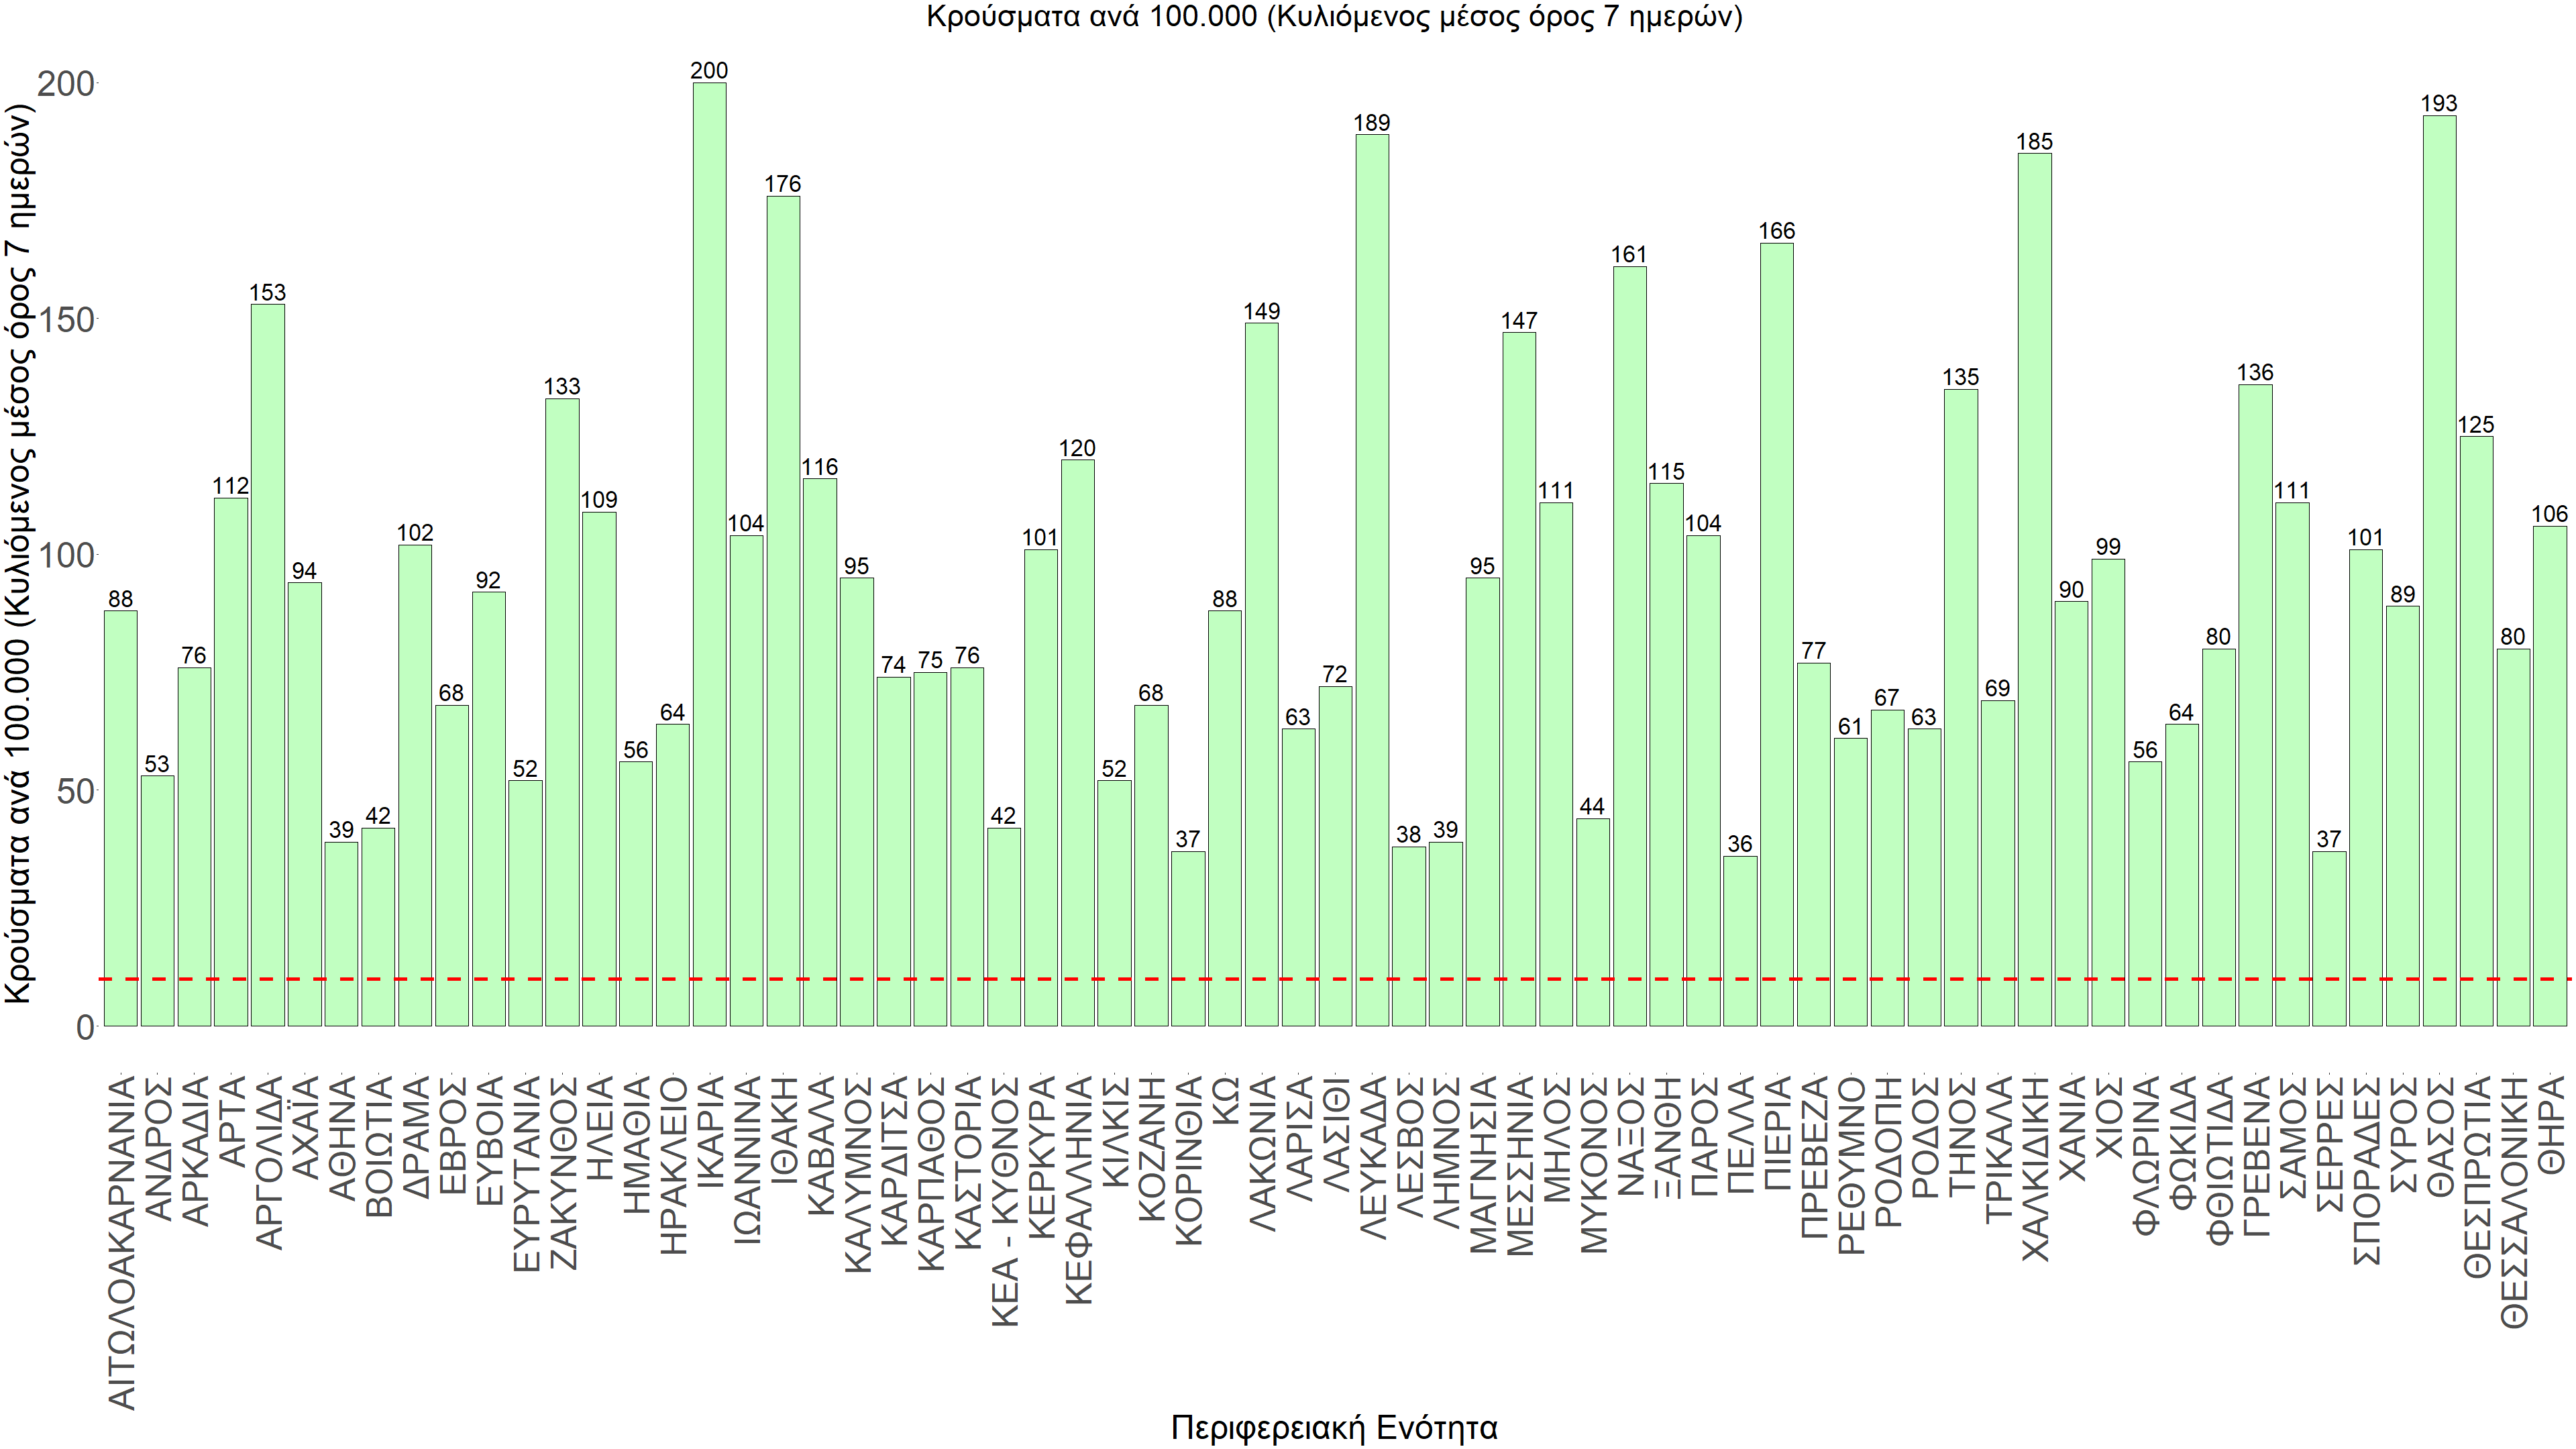 Κρούσματα ανά 100.000 (Κυλιόμενος μέσος όρος 7 ημερών)
Κρούσματα ανά 100.000 (Κυλιόμενος μέσος όρος 7 ημερών)
200
150
100
50
0
88
53
76
112
153
94
39
42
102
68
92
52
133
109
56
64
200
104
176
116
95
74
75
76
42
101
120
52
68
37
88
149
63
72
189
38
39
95
147
111
44
161
115
104
36
166
77
61
67
63
135
69
185
90
99
56
64
80
136
111
37
101
89
193
125
80
106
ΑΙΤΩΛΟΑΚΑΡΝΑΝΙΑ
ΑΝΔΡΟΣ
ΑΡΚΑΔΙΑ
ΑΡΤΑ
ΑΡΓΟΛΙΔΑ
ΑΧΑΪΑ
ΑΘΗΝΑ
ΒΟΙΩΤΙΑ
ΔΡΑΜΑ
ΕΒΡΟΣ
ΕΥΒΟΙΑ
ΕΥΡΥΤΑΝΙΑ
ΖΑΚΥΝΘΟΣ
ΗΛΕΙΑ
ΗΜΑΘΙΑ
ΗΡΑΚΛΕΙΟ
ΙΚΑΡΙΑ
ΙΩΑΝΝΙΝΑ
ΙΘΑΚΗ
ΚΑΒΑΛΑ
ΚΑΛΥΜΝΟΣ
ΚΑΡΔΙΤΣΑ
ΚΑΡΠΑΘΟΣ
ΚΑΣΤΟΡΙΑ
ΚΕΑ - ΚΥΘΝΟΣ
ΚΕΡΚΥΡΑ
ΚΕΦΑΛΛΗΝΙΑ
ΚΙΛΚΙΣ
ΚΟΖΑΝΗ
ΚΟΡΙΝΘΙΑ
ΚΩ
ΛΑΚΩΝΙΑ
ΛΑΡΙΣΑ
ΛΑΣΙΘΙ
ΛΕΥΚΑΔΑ
ΛΕΣΒΟΣ
ΛΗΜΝΟΣ
ΜΑΓΝΗΣΙΑ
ΜΕΣΣΗΝΙΑ
ΜΗΛΟΣ
ΜΥΚΟΝΟΣ
ΝΑΞΟΣ
ΞΑΝΘΗ
ΠΑΡΟΣ
ΠΕΛΛΑ
ΠΙΕΡΙΑ
ΠΡΕΒΕΖΑ
ΡΕΘΥΜΝΟ
ΡΟΔΟΠΗ
ΡΟΔΟΣ
ΤΗΝΟΣ
ΤΡΙΚΑΛΑ
ΧΑΛΚΙΔΙΚΗ
ΧΑΝΙΑ
ΧΙΟΣ
ΦΛΩΡΙΝΑ
ΦΩΚΙΔΑ
ΦΘΙΩΤΙΔΑ
ΓΡΕΒΕΝΑ
ΣΑΜΟΣ
ΣΕΡΡΕΣ
ΣΠΟΡΑΔΕΣ
ΣΥΡΟΣ
ΘΑΣΟΣ
ΘΕΣΠΡΩΤΙΑ
ΘΕΣΣΑΛΟΝΙΚΗ
ΘΗΡΑ
Περιφερειακή Ενότητα